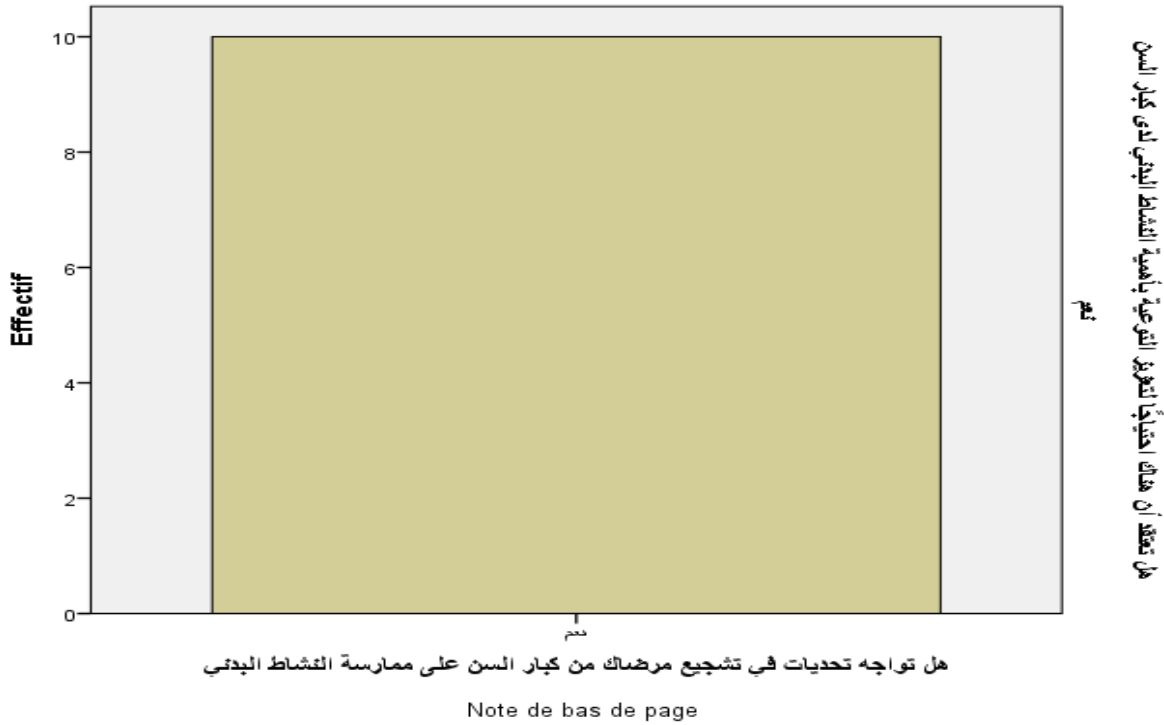 10
8
6
4
2
0
Effectif
نعم
هل تواجه تحديات في تشجيع مرضاك من كبار السن على ممارسة النشاط البدني
Note de bas de page
نعم
هل تعتقد أن هناك احتياجًا لتعزيز التوعية بأهمية النشاط البدني لدى كبار السن